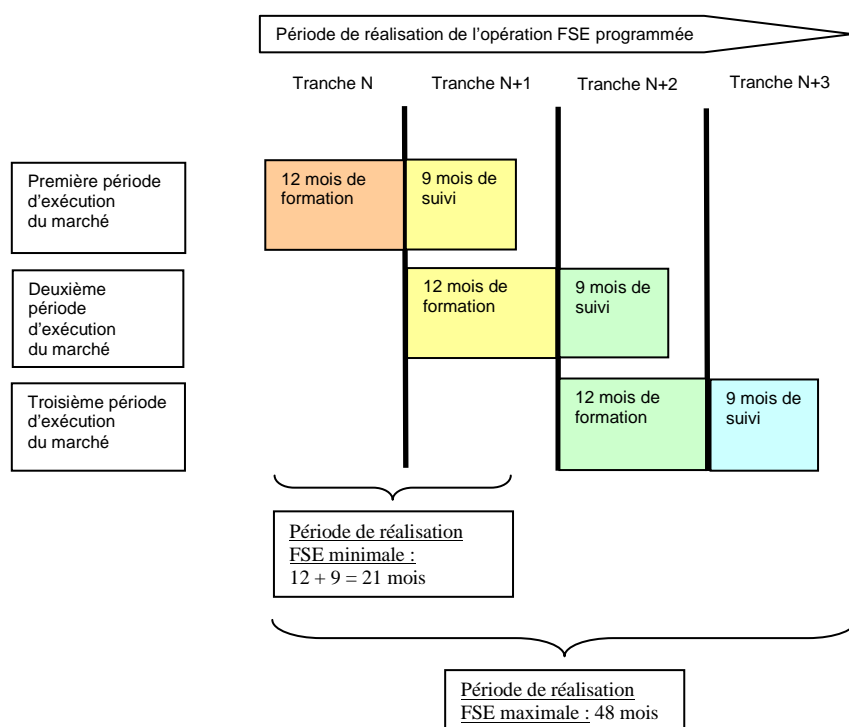 Période de réalisation de l’opération FSE programmée
Tranche N
Tranche N+1
Tranche N+2
Tranche N+3
Première période
d’exécution
du marché
12 mois de
formation
9 mois de
suivi
Deuxième
période
d’exécution
du marché
12 mois de
formation
9 mois de
suivi
Troisième période
d’exécution
du marché
12 mois de
formation
9 mois de
suivi
Période de réalisation
FSE minimale :
12 + 9 = 21 mois
Période de réalisation
FSE maximale : 48 mois